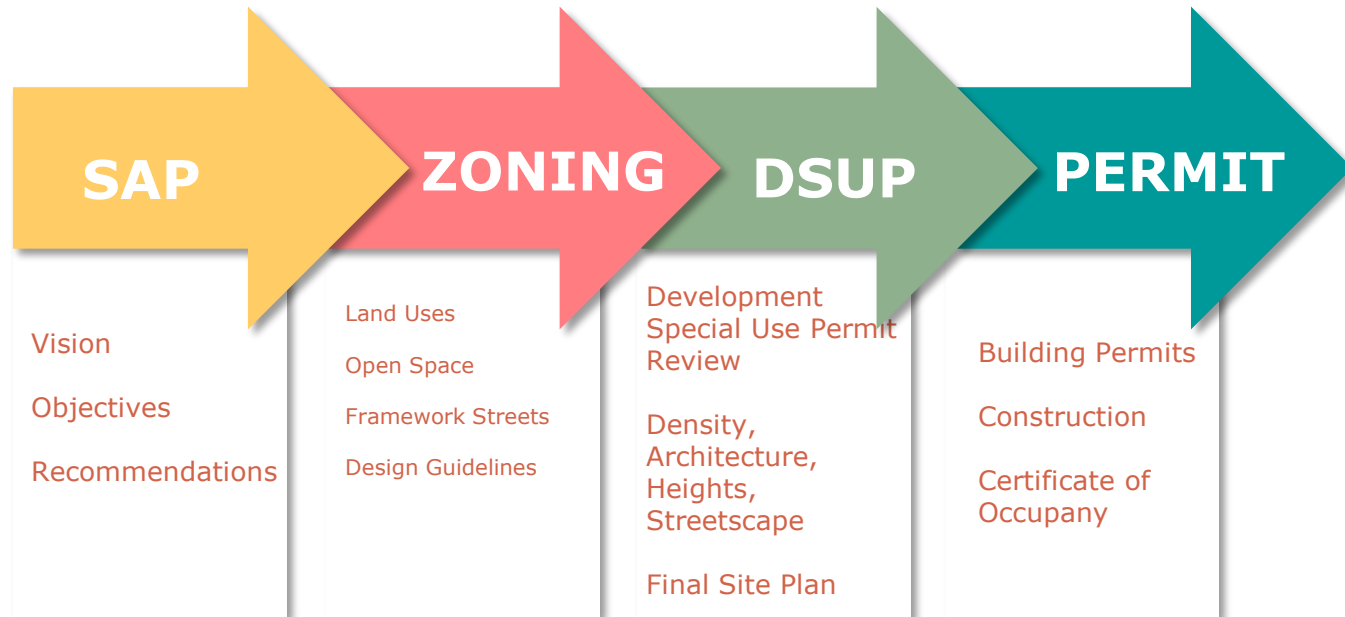 SAP
ZONING
DSUP
PERMIT
Vision
Objectives
Recommendations
Land Uses
Open Space
Framework Streets
Design Guidelines
Development
Special Use Permit
Review
Density,
Architecture,
Heights,
Streetscape
Final Site Plan
Building Permits
Construction
Certificate of
Occupany